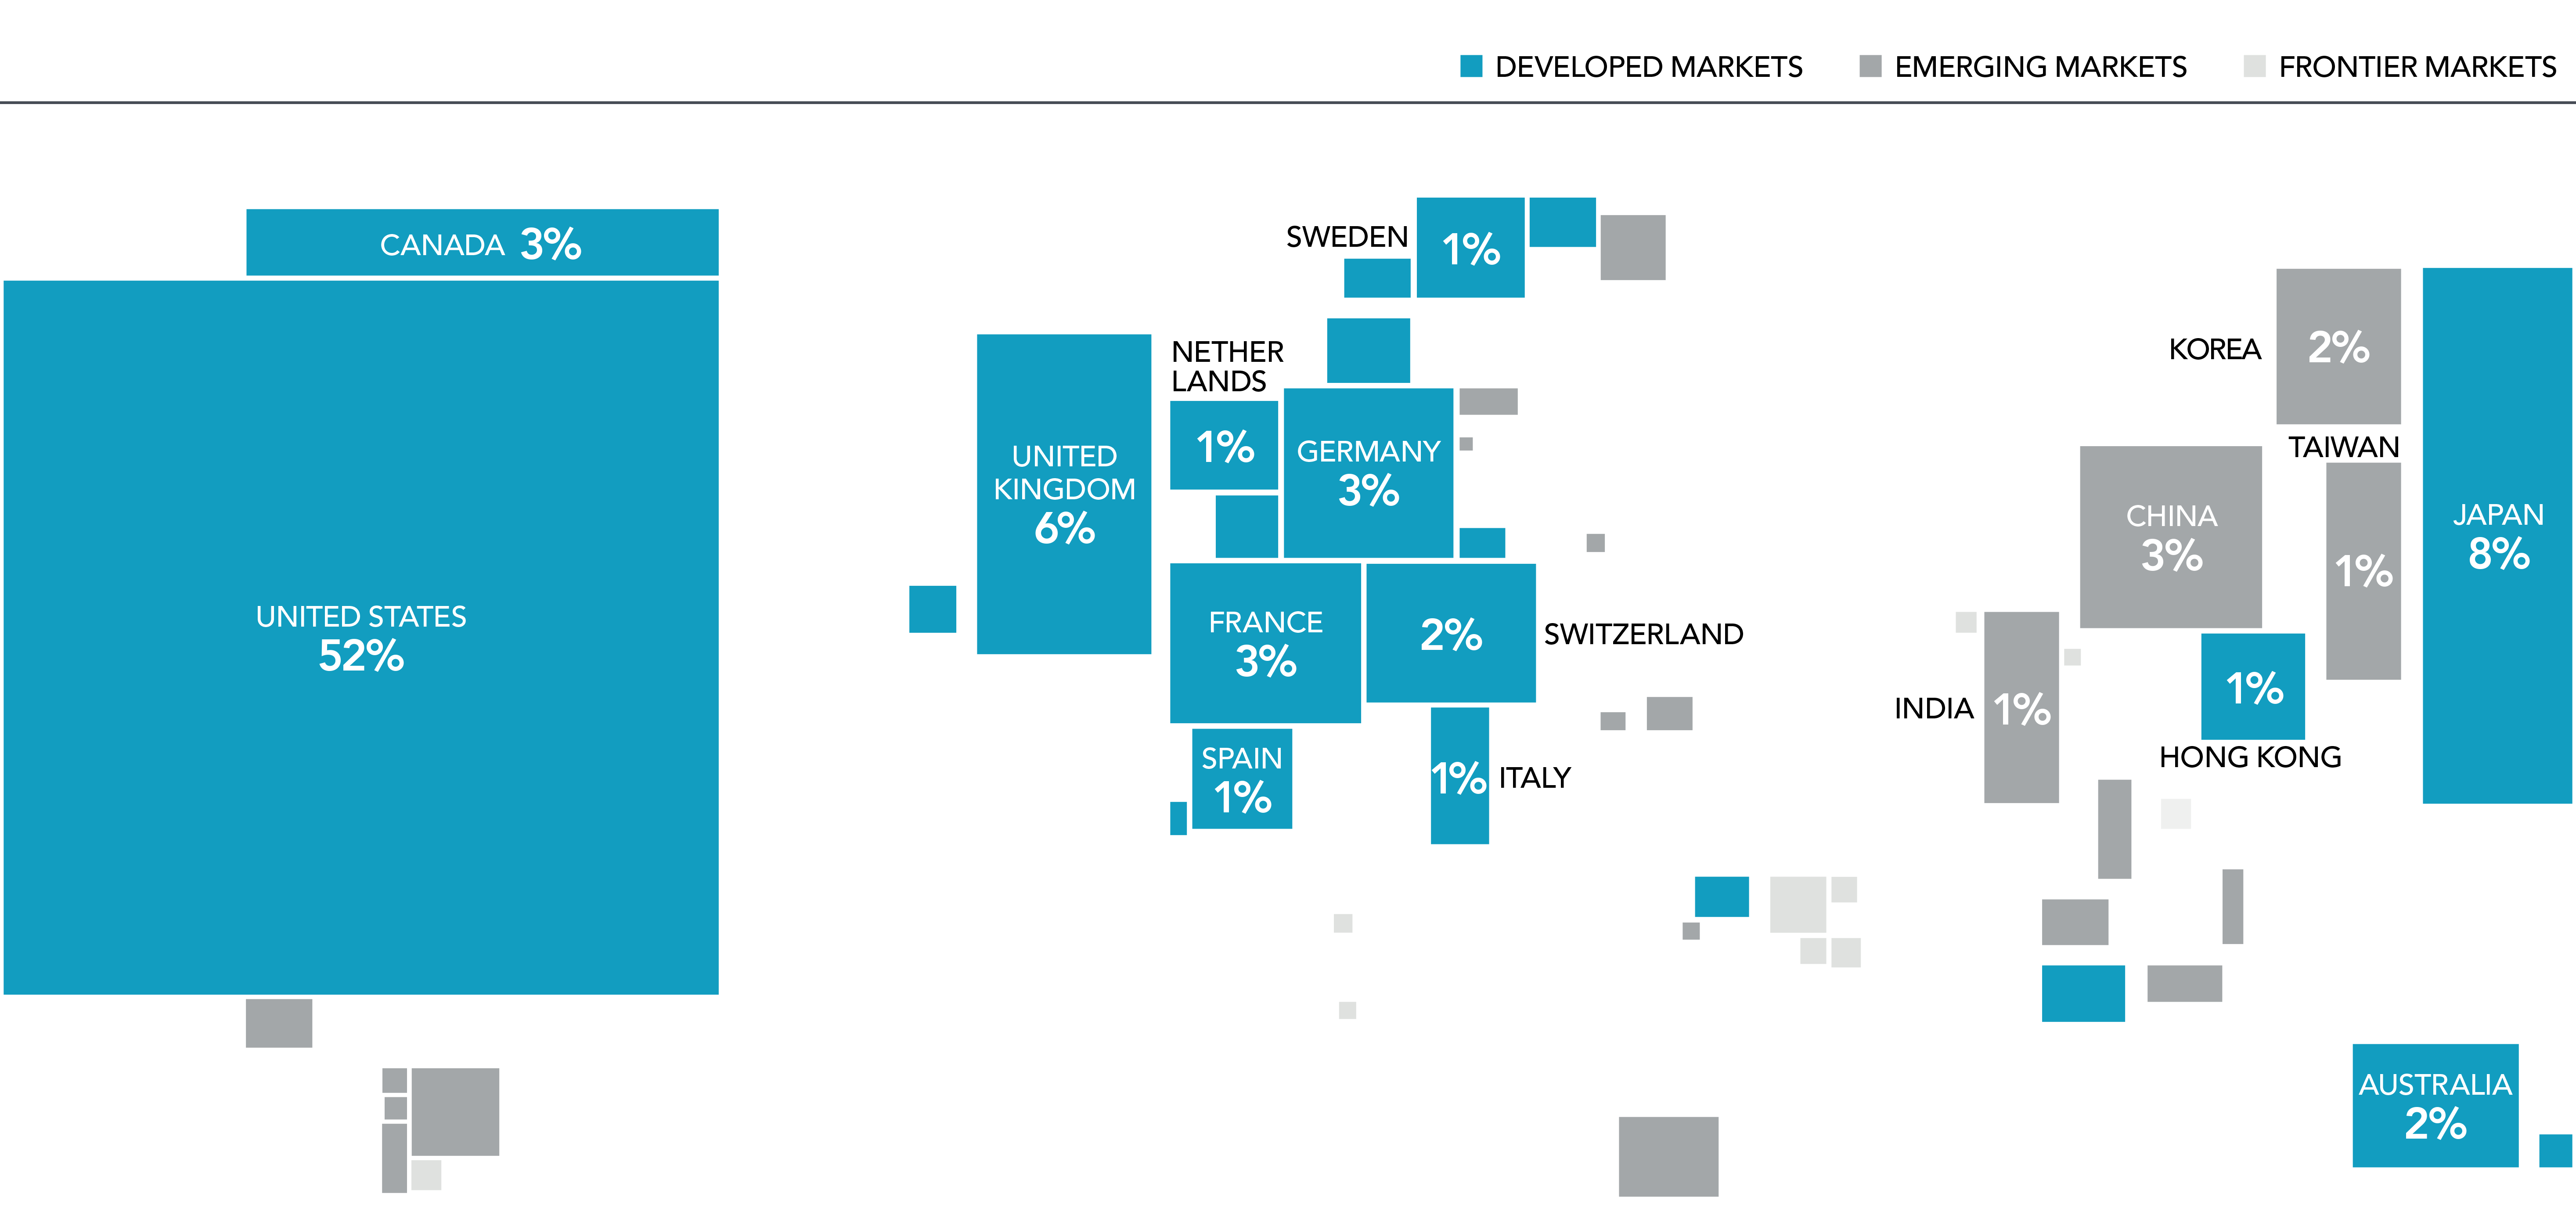 DEVELOPED MARKETS
EMERGING MARKETS
FRONTIER MARKETS
CANADA 3%
UNITED STATES
52%
SWEDEN
1%
NETHER
LANDS
1%
UNITED
KINGDOM
6%
GERMANY
3%
FRANCE
3%
2%
SWITZERLAND
SPAIN
1%
1%
ITALY
KOREA
2%
TAIWAN
1%
CHINA
3%
JAPAN
8%
INDIA
1%
1%
HONG KONG
AUSTRALIA
2%